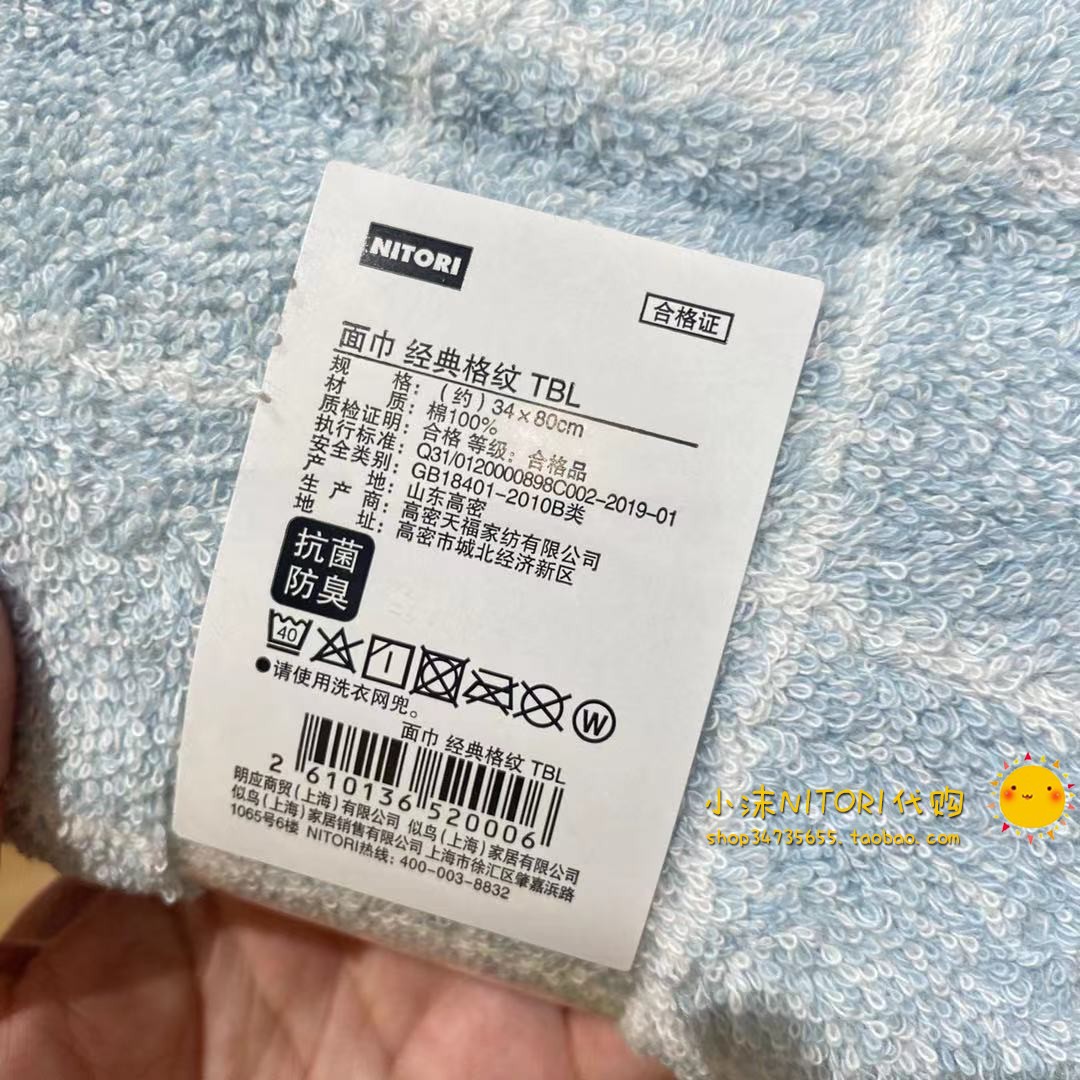 NITORI
合格证
面巾 经典格纹 TBL
规 格：（约）34×80cm
材 质：棉100%
质检证明：合格 等级：合格品
执行标准：Q31/0120000898C002-2019-01
安全类别：GB18401-2010B类
产 地：山东高密
生 产 商：高密天福家纺有限公司
地 址：高密市城北经济新区
抗菌
防臭
40
W
●请使用洗衣网兜。
面巾 经典格纹 TBL
2 610136 520006
明应商贸(上海)有限公司 似鸟(上海)家居有限公司
似鸟(上海)家居销售有限公司 上海市徐汇区肇嘉浜路
1065号6楼 NITORI热线：400-003-8832
小沫NITORI代购
shop34735655.taobao.com